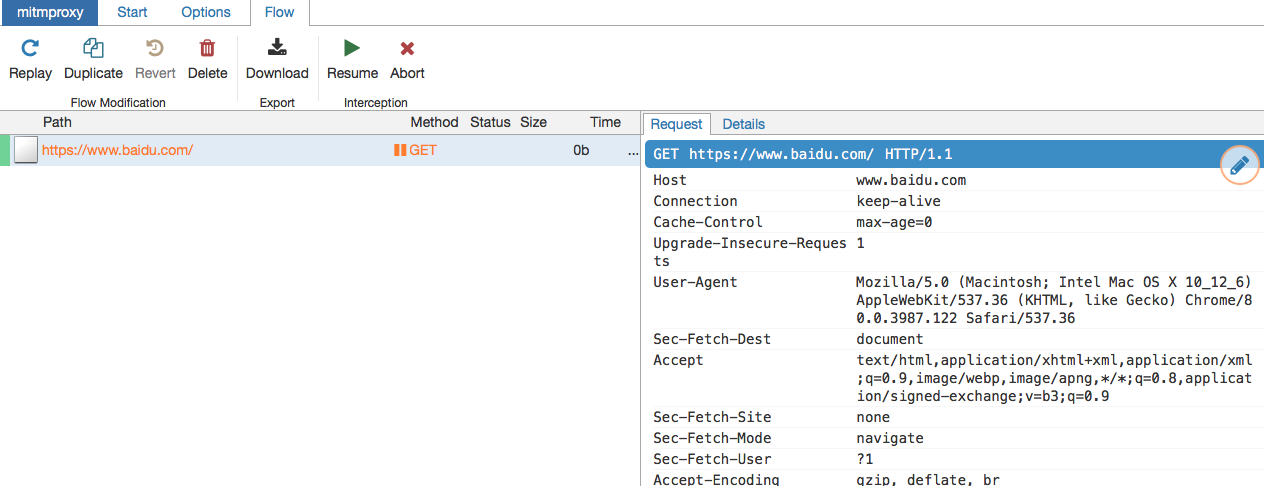 mitmproxy Start Options Flow
Replay Duplicate Revert Delete Download Resume Abort
Flow Modification Export Interception
Path Method Status Size Time
https://www.baidu.com/ GET 0b ...
Request Details
GET https://www.baidu.com/ HTTP/1.1
Host www.baidu.com
Connection keep-alive
Cache-Control max-age=0
Upgrade-Insecure-Reques 1
ts
User-Agent Mozilla/5.0 (Macintosh; Intel Mac OS X 10_12_6)
AppleWebKit/537.36 (KHTML, like Gecko) Chrome/8
0.0.3987.122 Safari/537.36
Sec-Fetch-Dest document
Accept text/html,application/xhtml+xml,application/xml
;q=0.9,image/webp,image/apng,*/*;q=0.8,applicat
ion/signed-exchange;v=b3;q=0.9
Sec-Fetch-Site none
Sec-Fetch-Mode navigate
Sec-Fetch-User ?1
Accept-Encoding gzip, deflate, br